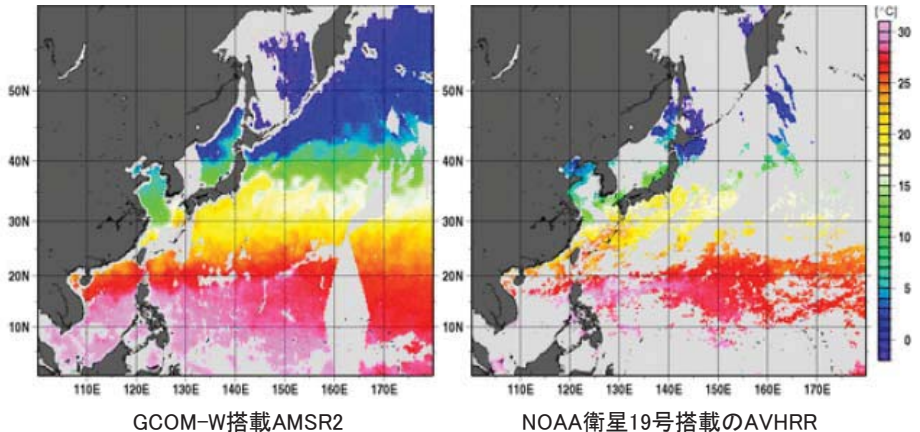 [°C]
30
25
20
15
10
5
0
50N
40N
30N
20N
10N
110E 120E 130E 140E 150E 160E 170E
50N
40N
30N
20N
10N
110E 120E 130E 140E 150E 160E 170E
GCOM-W搭載AMSR2
NOAA衛星19号搭載のAVHRR